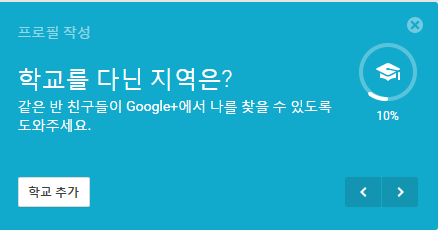 프로필 작성
학교를 다닌 지역은?
같은 반 친구들이 Google+에서 나를 찾을 수 있도록
도와주세요.
10%
학교 추가